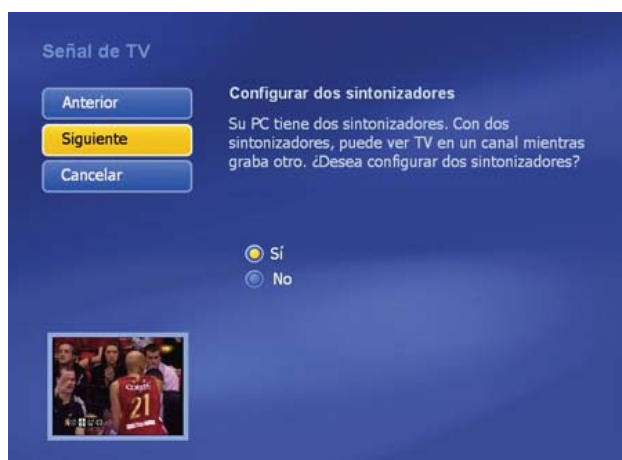 Señal de TV
Anterior
Siguiente
Cancelar
Configurar dos sintonizadores
Su PC tiene dos sintonizadores. Con dos
sintonizadores, puede ver TV en un canal mientras
graba otro. ¿Desea configurar dos sintonizadores?
Sí
No
21